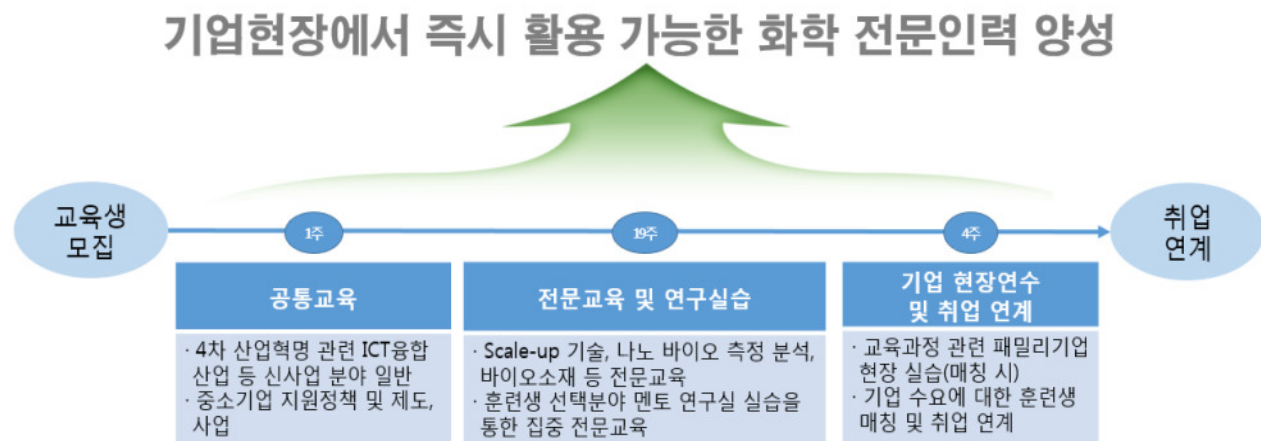 기업현장에서 즉시 활용 가능한 화학 전문인력 양성
교육생
모집
1주
19주
4주
취업
연계
공통교육
· 4차 산업혁명 관련 ICT융합
산업 등 신사업 분야 일반
· 중소기업 지원정책 및 제도,
사업
전문교육 및 연구실습
· Scale-up 기술, 나노 바이오 측정 분석,
바이오소재 등 전문교육
· 훈련생 선택분야 멘토 연구실 실습을
통한 집중 전문교육
기업 현장연수
및 취업 연계
· 교육과정 관련 패밀리기업
현장 실습(매칭 시)
· 기업 수요에 대한 훈련생
매칭 및 취업 연계